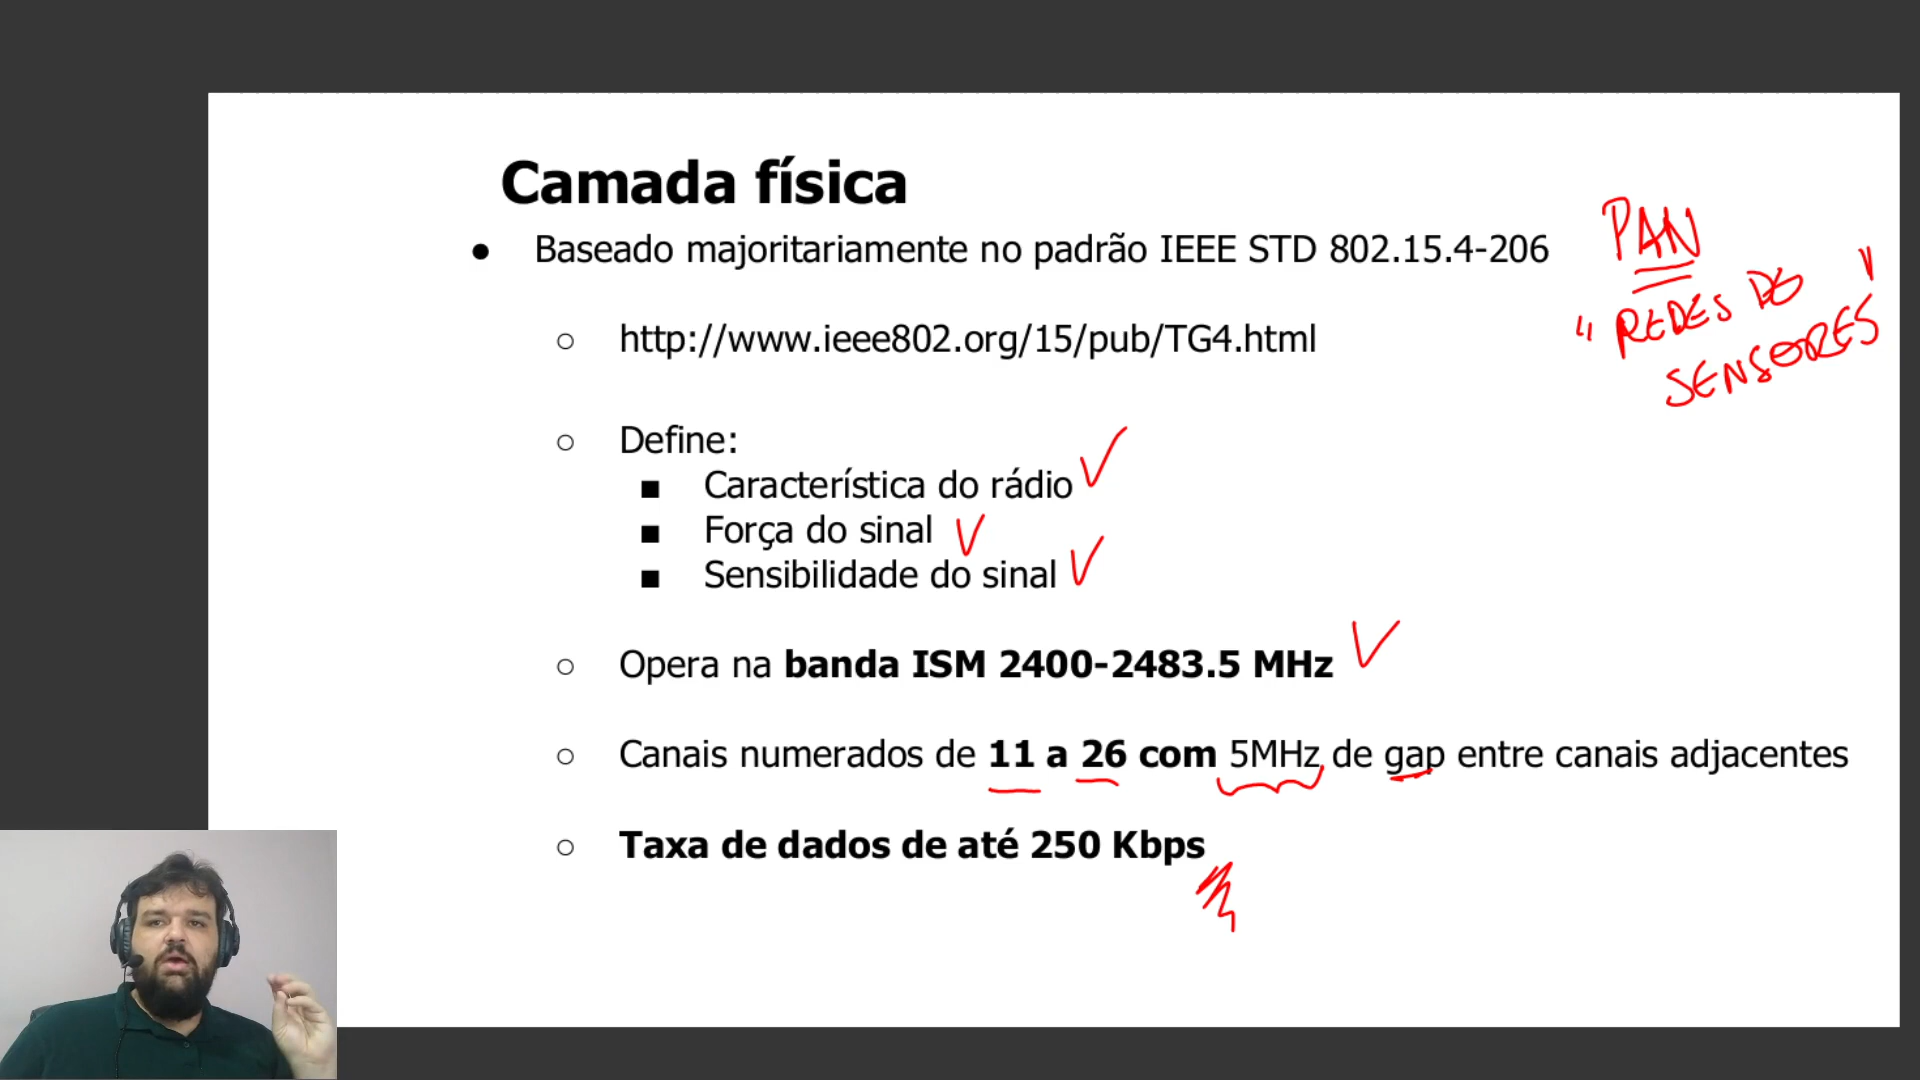 Camada física
● Baseado majoritariamente no padrão IEEE STD 802.15.4-206
○ http://www.ieee802.org/15/pub/TG4.html
○ Define:
■ Característica do rádio
■ Força do sinal
■ Sensibilidade do sinal
○ Opera na banda ISM 2400-2483.5 MHz
○ Canais numerados de 11 a 26 com 5MHz de gap entre canais adjacentes
○ Taxa de dados de até 250 Kbps
PAN
"REDES DE
SENSORES"